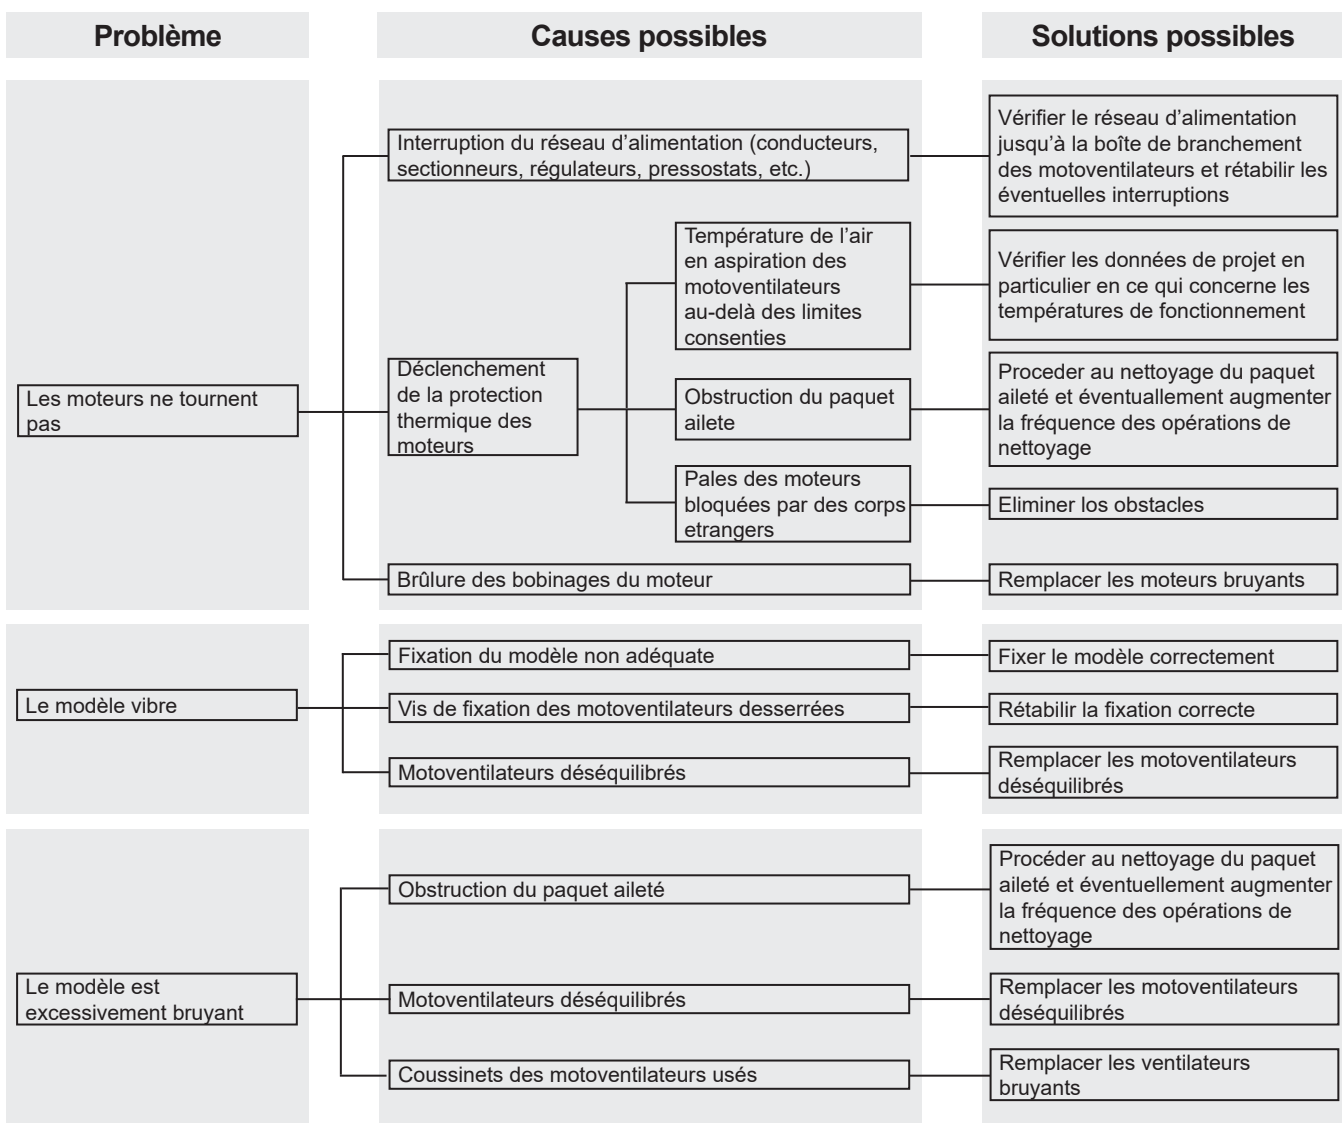 Problème
Causes possibles
Solutions possibles
Les moteurs ne tournent
pas
Interruption du réseau d'alimentation (conducteurs,
sectionneurs, régulateurs, pressostats, etc.)
Vérifier le réseau d'alimentation
jusqu'à la boîte de branchement
des motoventilateurs et rétabilir les
éventuelles interruptions
Déclenchement
de la protection
thermique des
moteurs
Température de l'air
en aspiration des
motoventilateurs
au-delà des limites
consenties
Vérifier les données de projet en
particulier en ce qui concerne les
températures de fonctionnement
Obstruction du paquet
ailete
Proceder au nettoyage du paquet
aileté et éventuallement augmenter
la fréquence des opérations de
nettoyage
Pales des moteurs
bloquées par des corps
etrangers
Eliminer los obstacles
Brûlure des bobinages du moteur
Remplacer les moteurs bruyants
Le modèle vibre
Fixation du modèle non adéquate
Fixer le modèle correctement
Vis de fixation des motoventilateurs desserrées
Rétabilir la fixation correcte
Motoventilateurs déséquilibrés
Remplacer les motoventilateurs
déséquilibrés
Le modèle est
excessivement bruyant
Obstruction du paquet aileté
Procéder au nettoyage du paquet
aileté et éventuellement augmenter
la fréquence des opérations de
nettoyage
Motoventilateurs déséquilibrés
Remplacer les motoventilateurs
déséquilibrés
Coussinets des motoventilateurs usés
Remplacer les ventilateurs
bruyants